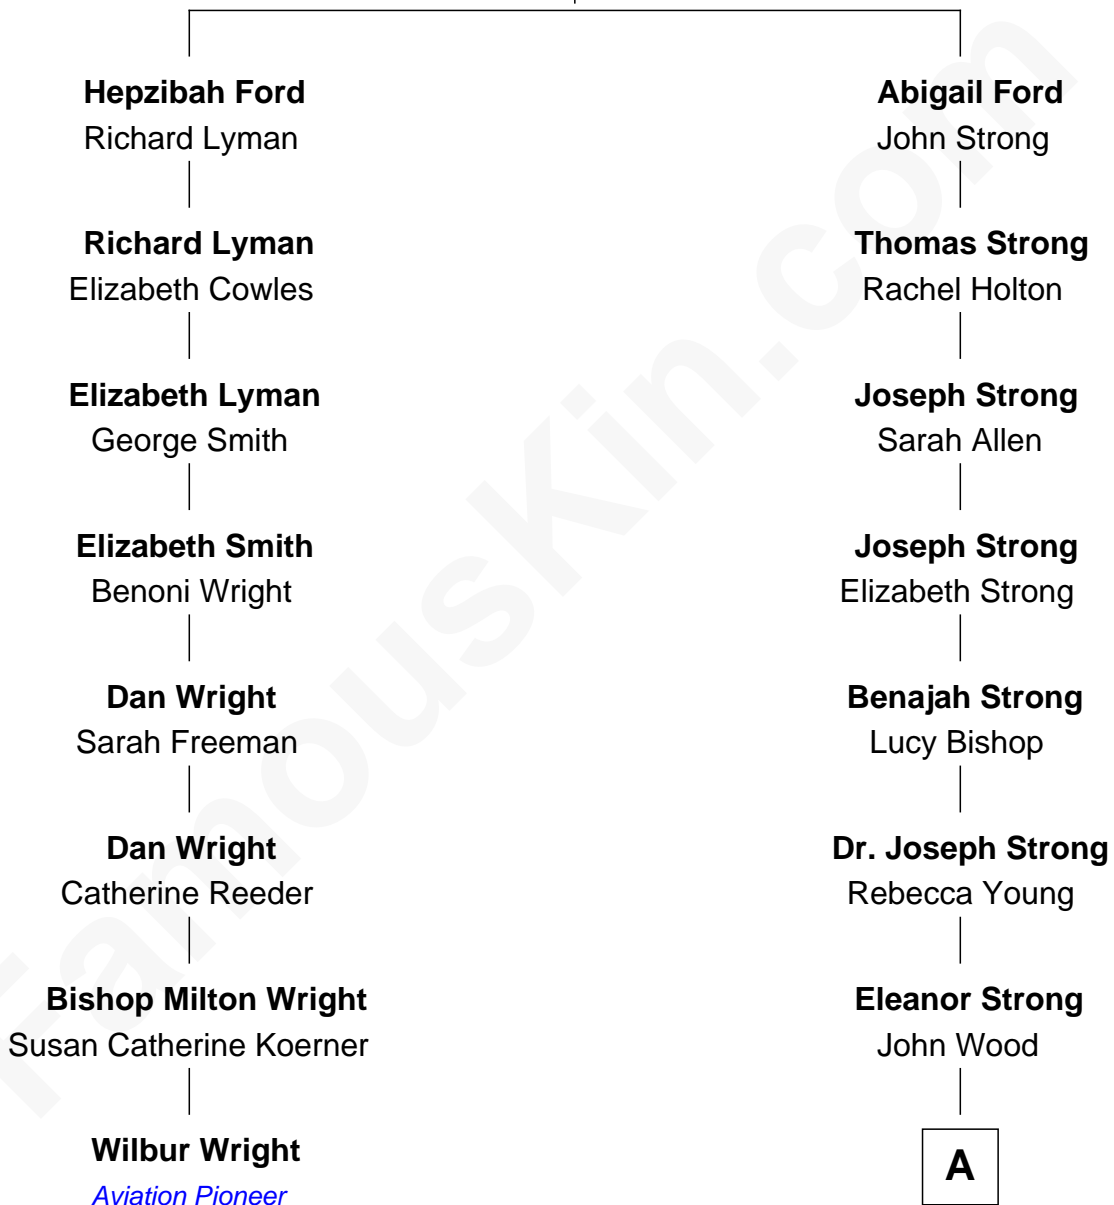 Hepzibah Ford
Richard Lyman
Abigail Ford
John Strong
Richard Lyman
Elizabeth Cowles
Thomas Strong
Rachel Holton
Elizabeth Lyman
George Smith
Joseph Strong
Sarah Allen
Elizabeth Smith
Benoni Wright
Joseph Strong
Elizabeth Strong
Dan Wright
Sarah Freeman
Benajah Strong
Lucy Bishop
Dan Wright
Catherine Reeder
Dr. Joseph Strong
Rebecca Young
Bishop Milton Wright
Susan Catherine Koerner
Eleanor Strong
John Wood
Wilbur Wright
Aviation Pioneer
A
FamousKin.com